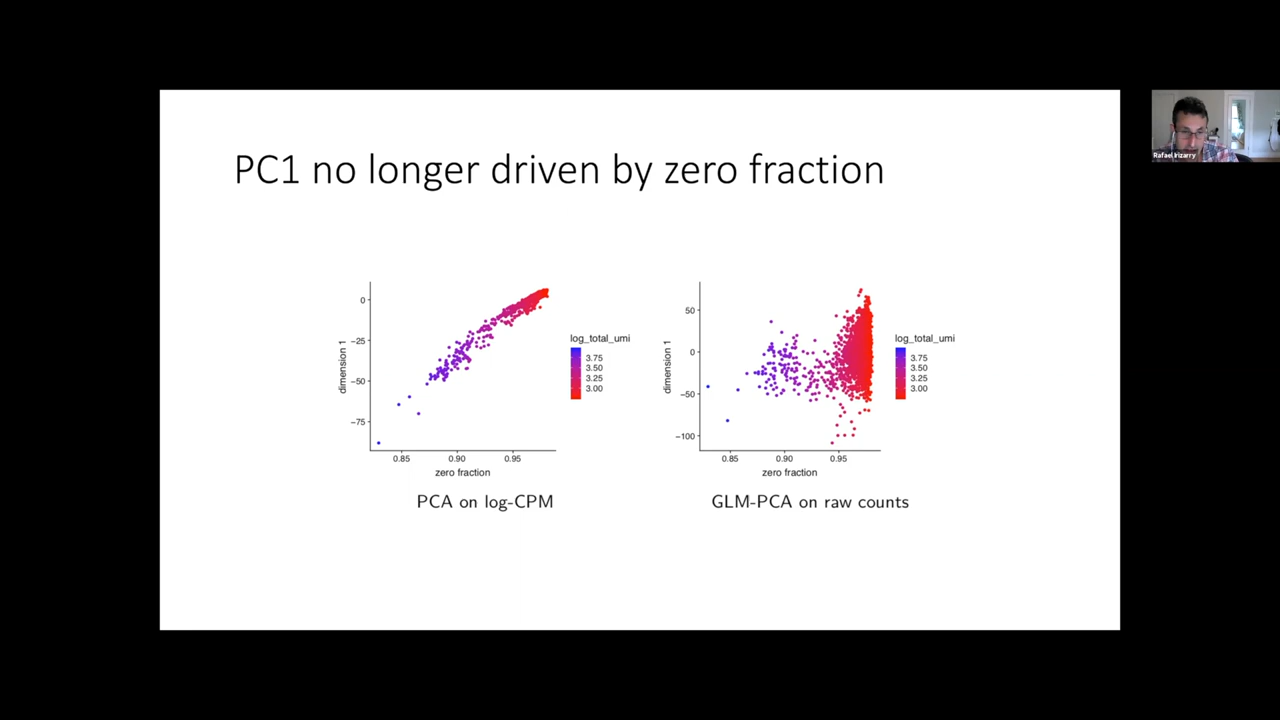 PC1 no longer driven by zero fraction
Rafael Irizarry
0
−25
−50
−75
dimension 1
0.85
0.90
0.95
zero fraction
log_total_umi
3.75
3.50
3.25
3.00
PCA on log-CPM
50
0
−50
−100
dimension 1
0.85
0.90
0.95
zero fraction
log_total_umi
3.75
3.50
3.25
3.00
GLM-PCA on raw counts